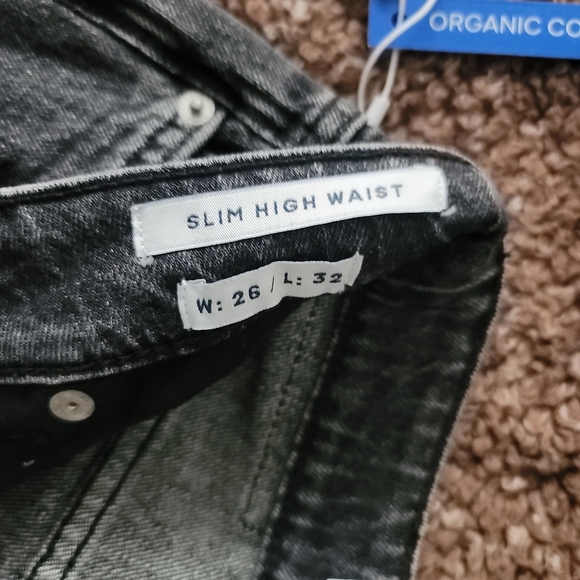 ORGANIC CO
SLIM HIGH WAIST
W: 26 / L: 32